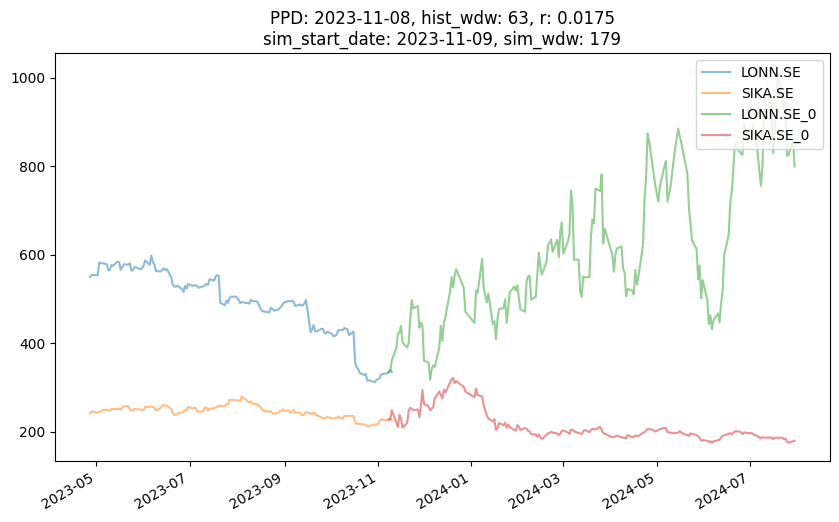 PPD: 2023-11-08, hist_wdw: 63, r: 0.0175
sim_start_date: 2023-11-09, sim_wdw: 179
LONN.SE
SIKA.SE
LONN.SE_0
SIKA.SE_0
1000
800
600
400
200
2023-05
2023-07
2023-09
2023-11
2024-01
2024-03
2024-05
2024-07